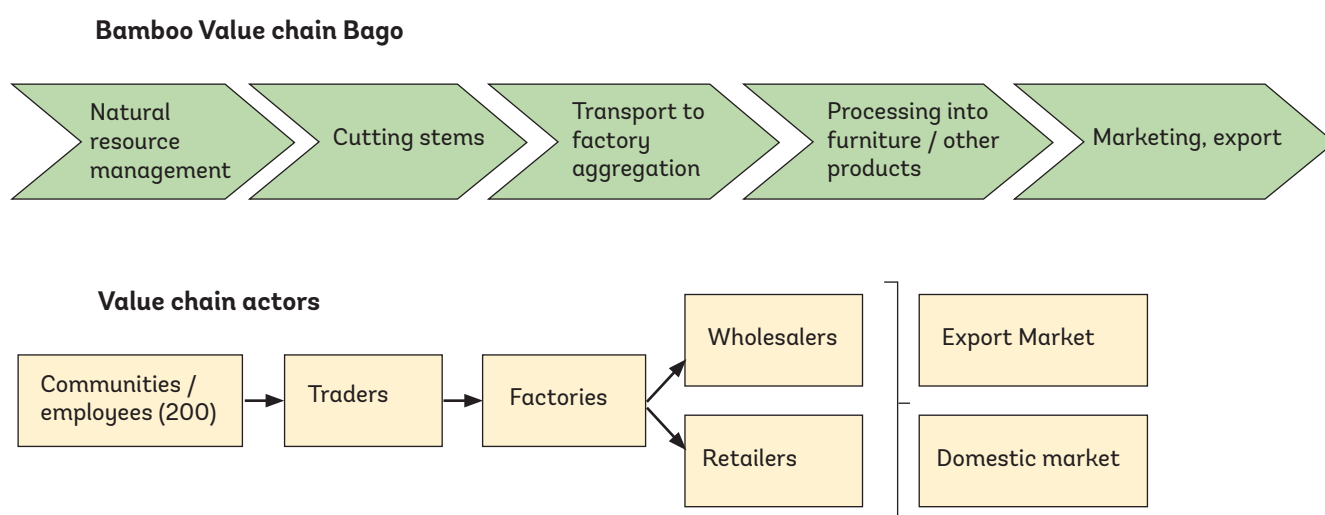 Bamboo Value chain Bago
Natural
resource
management
Cutting stems
Transport to
factory
aggregation
Processing into
furniture / other
products
Marketing, export
Value chain actors
Communities /
employees (200)
Traders
Factories
Wholesalers
Retailers
Export Market
Domestic market